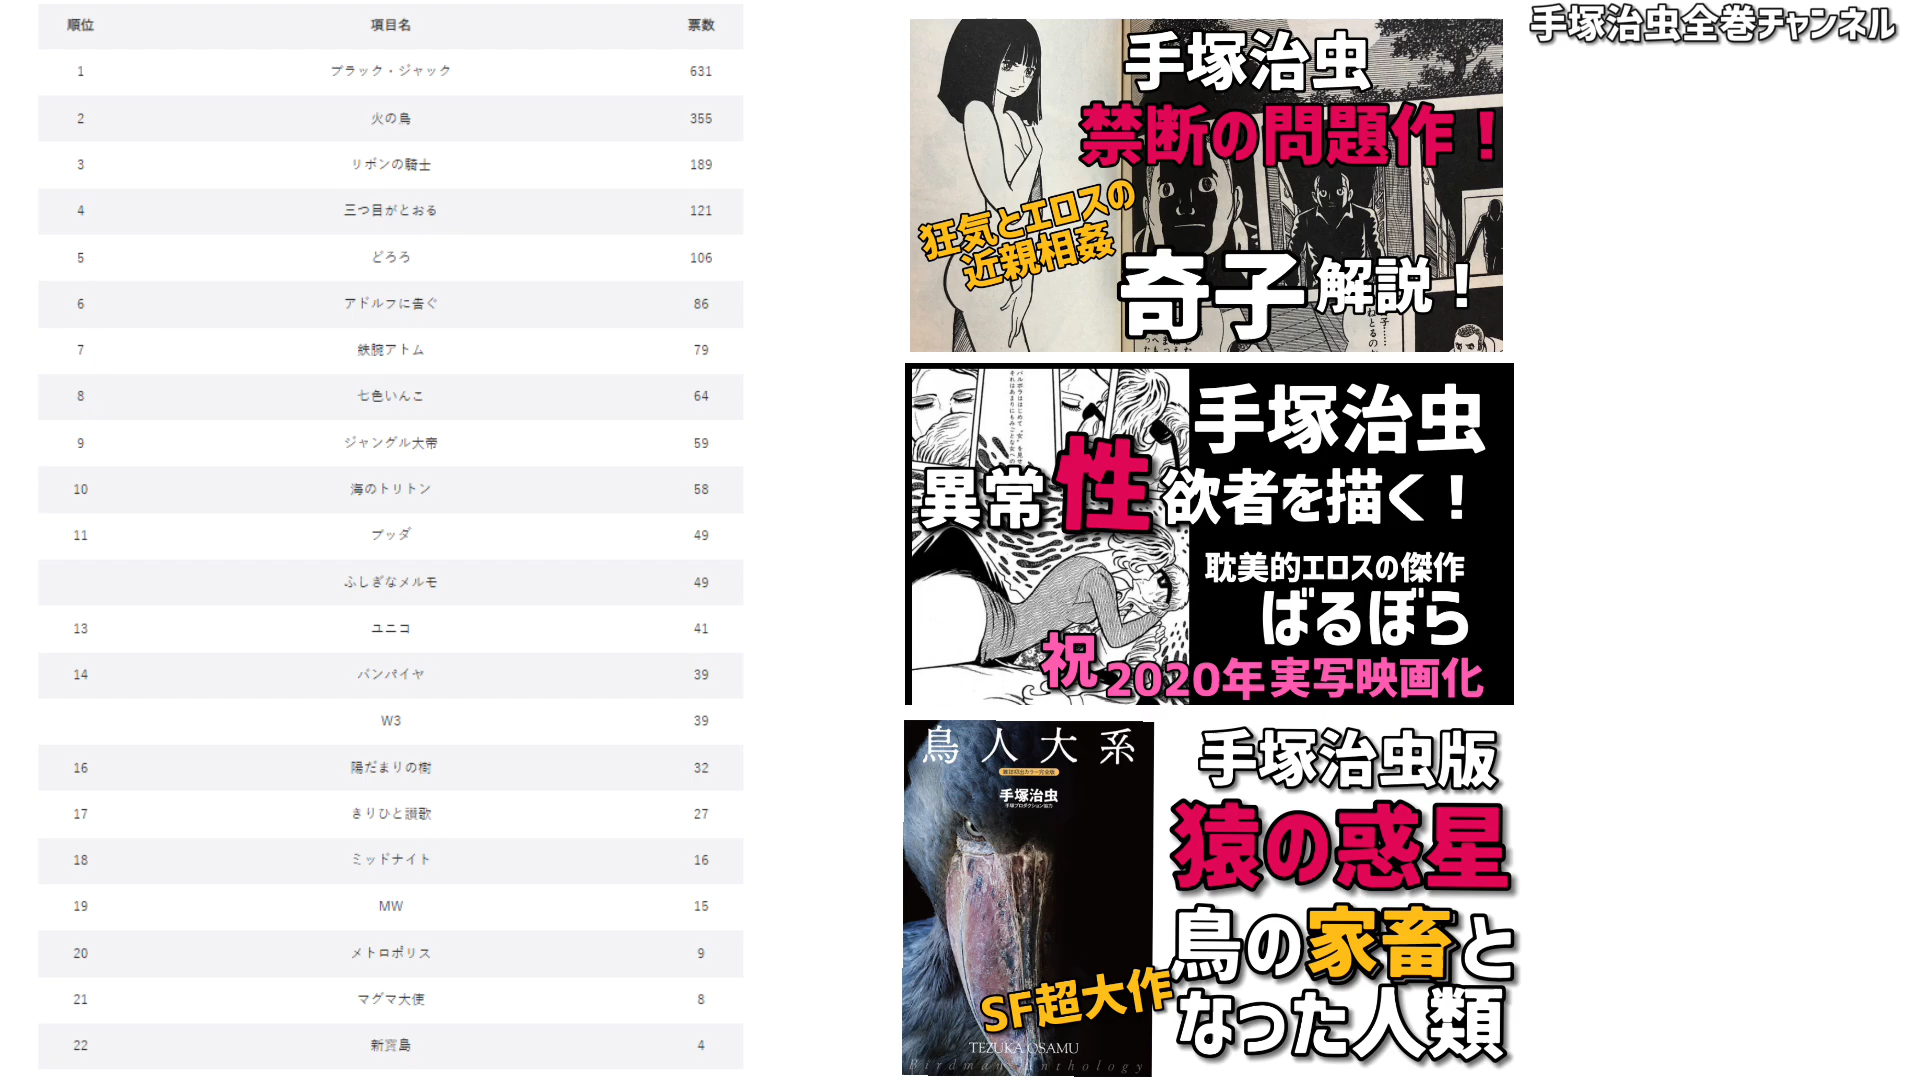 順位 項目名 票数
1 ブラック・ジャック 631
2 火の鳥 355
3 リボンの騎士 189
4 三つ目がとおる 121
5 どろろ 106
6 アドルフに告ぐ 86
7 鉄腕アトム 79
8 七色いんこ 64
9 ジャングル大帝 59
10 海のトリトン 58
11 ブッダ 49
ふしぎなメルモ 49
13 ユニコ 41
14 バンパイヤ 39
W3 39
16 陽だまりの樹 32
17 きりひと讃歌 27
18 ミッドナイト 16
19 MW 15
20 メトロポリス 9
21 マグマ大使 8
22 新寶島 4
手塚治虫
禁断の問題作！
狂気とエロスの
近親相姦
奇子解説！
手塚治虫
異常性欲者を描く！
耽美的エロスの傑作
ばるぼら
祝2020年実写映画化
鳥人大系
手塚治虫
手塚プロダクション協力
SF超大作
TEZUKA OSAMU
Birdman Anthology
手塚治虫版
猿の惑星
鳥の家畜と
なった人類
手塚治虫全巻チャンネル